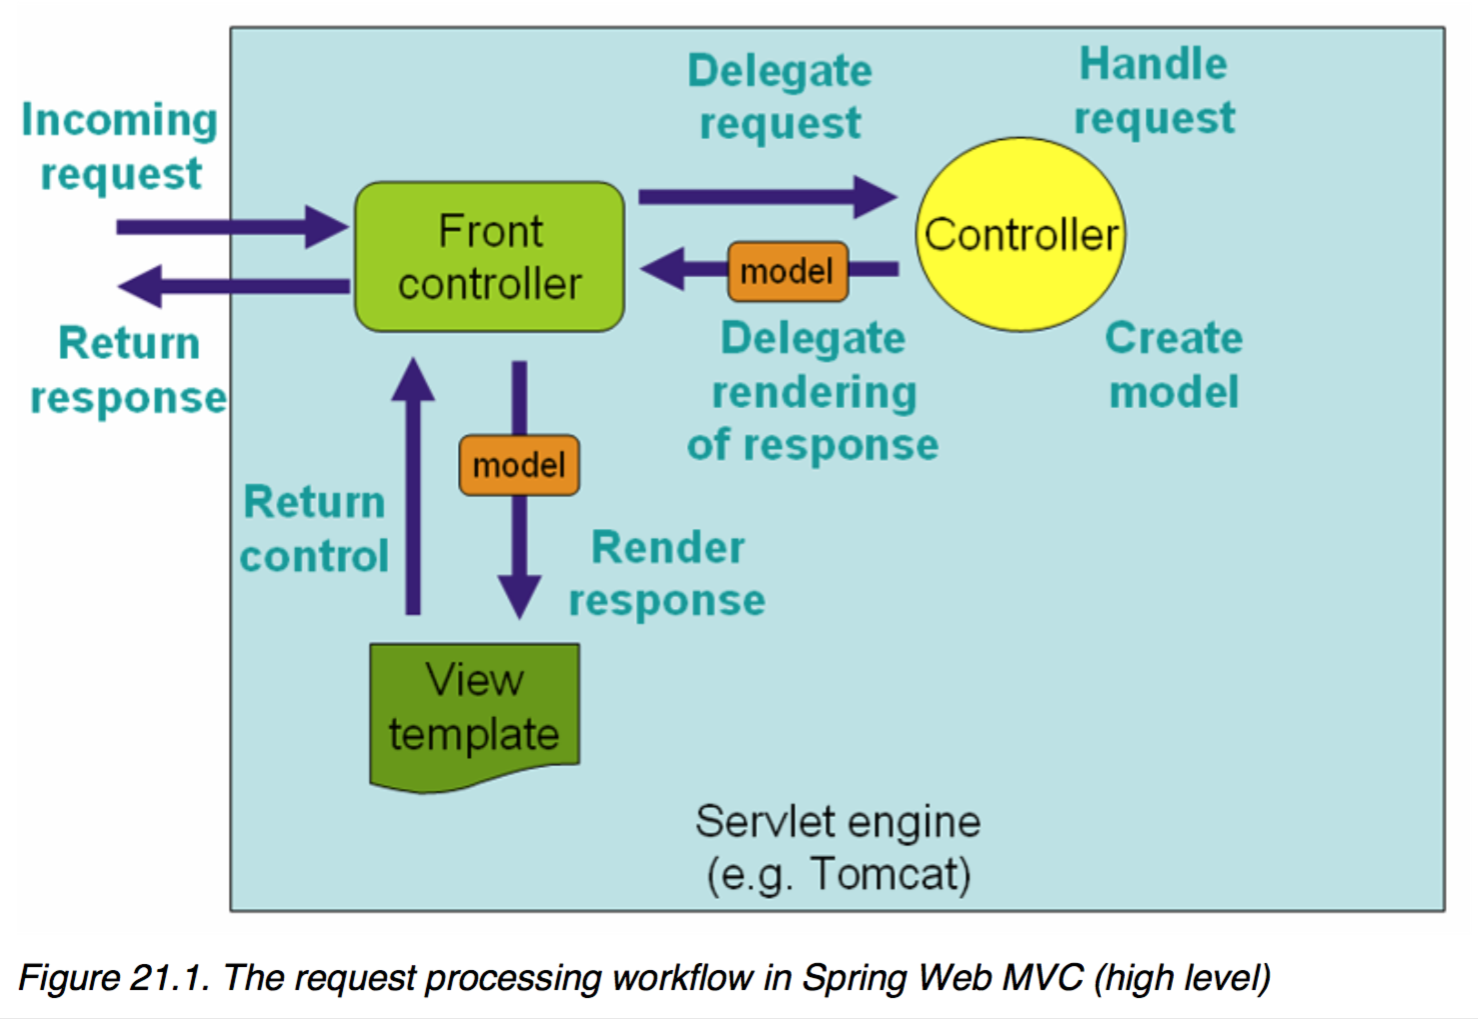 Incoming
request
Return
response
Delegate
request
Handle
request
Front
controller
model
Controller
Delegate
rendering
of response
Create
model
Return
control
model
Render
response
View
template
Servlet engine
(e.g. Tomcat)
Figure 21.1. The request processing workflow in Spring Web MVC (high level)